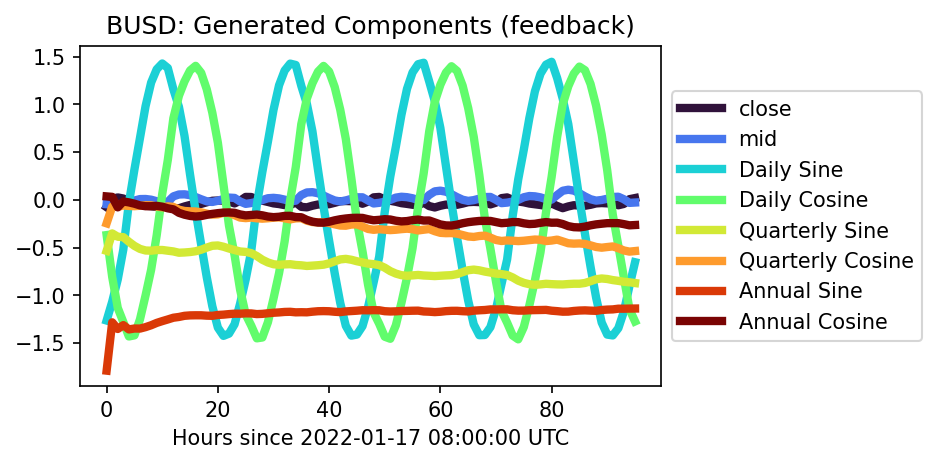 BUSD: Generated Components (feedback)
1.5
1.0
0.5
0.0
−0.5
−1.0
−1.5
0
20
40
60
80
Hours since 2022-01-17 08:00:00 UTC
close
mid
Daily Sine
Daily Cosine
Quarterly Sine
Quarterly Cosine
Annual Sine
Annual Cosine